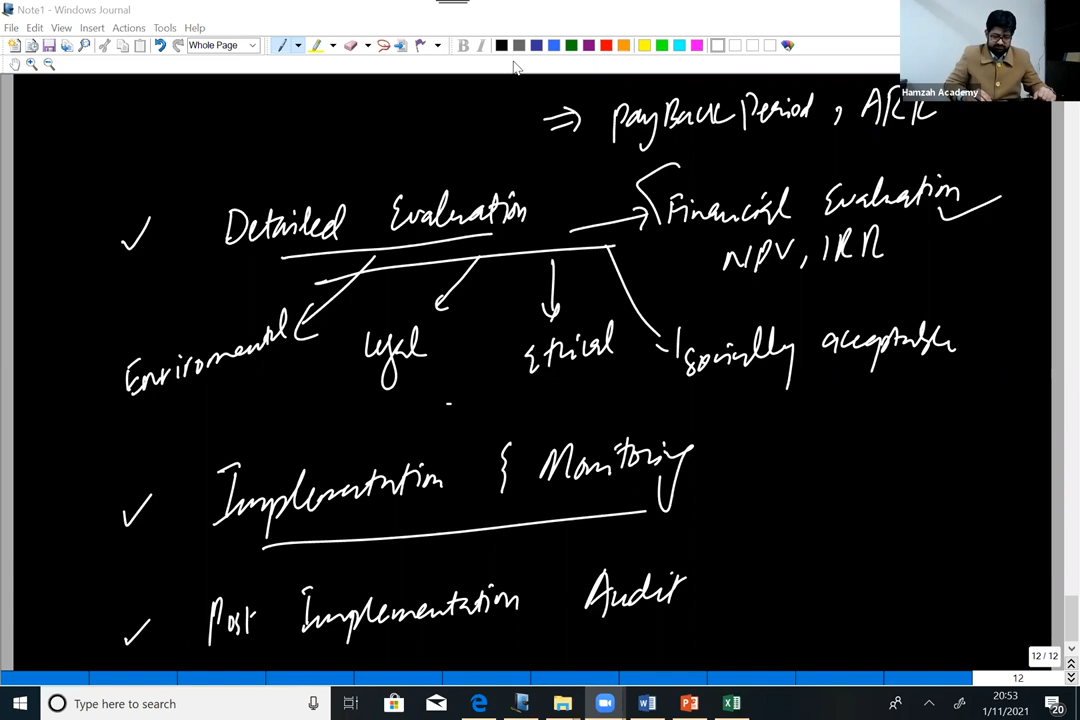 Note1 - Windows Journal
File Edit View Insert Actions Tools Help
Whole Page
B I
Hamzah Academy
⇒ PayBack Period, ARR
✓ Detailed Evaluation → Financial Evaluation ✓
NPV, IRR
Enviromental Legal Ethical Socially acceptable
✓ Implementation & Monitoring
✓ Post Implementation Audit
12 / 12
12
Type here to search
20:53
1/11/2021
20